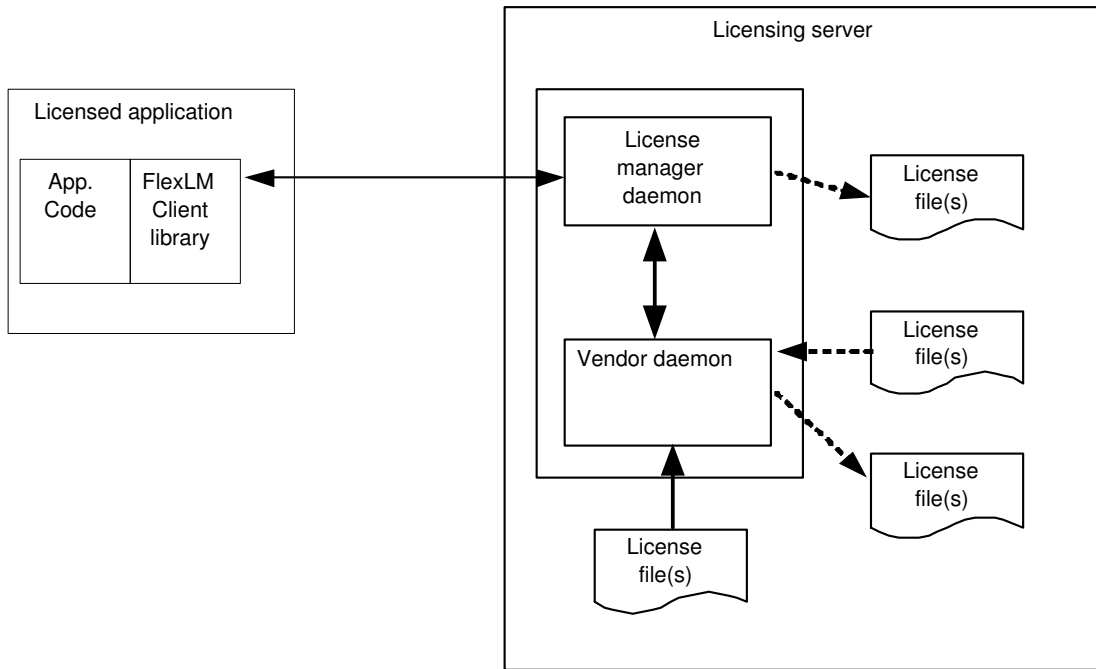 Licensing server
Licensed application
App.
Code
FlexLM
Client
library
License
manager
daemon
License
file(s)
Vendor daemon
License
file(s)
License
file(s)
License
file(s)